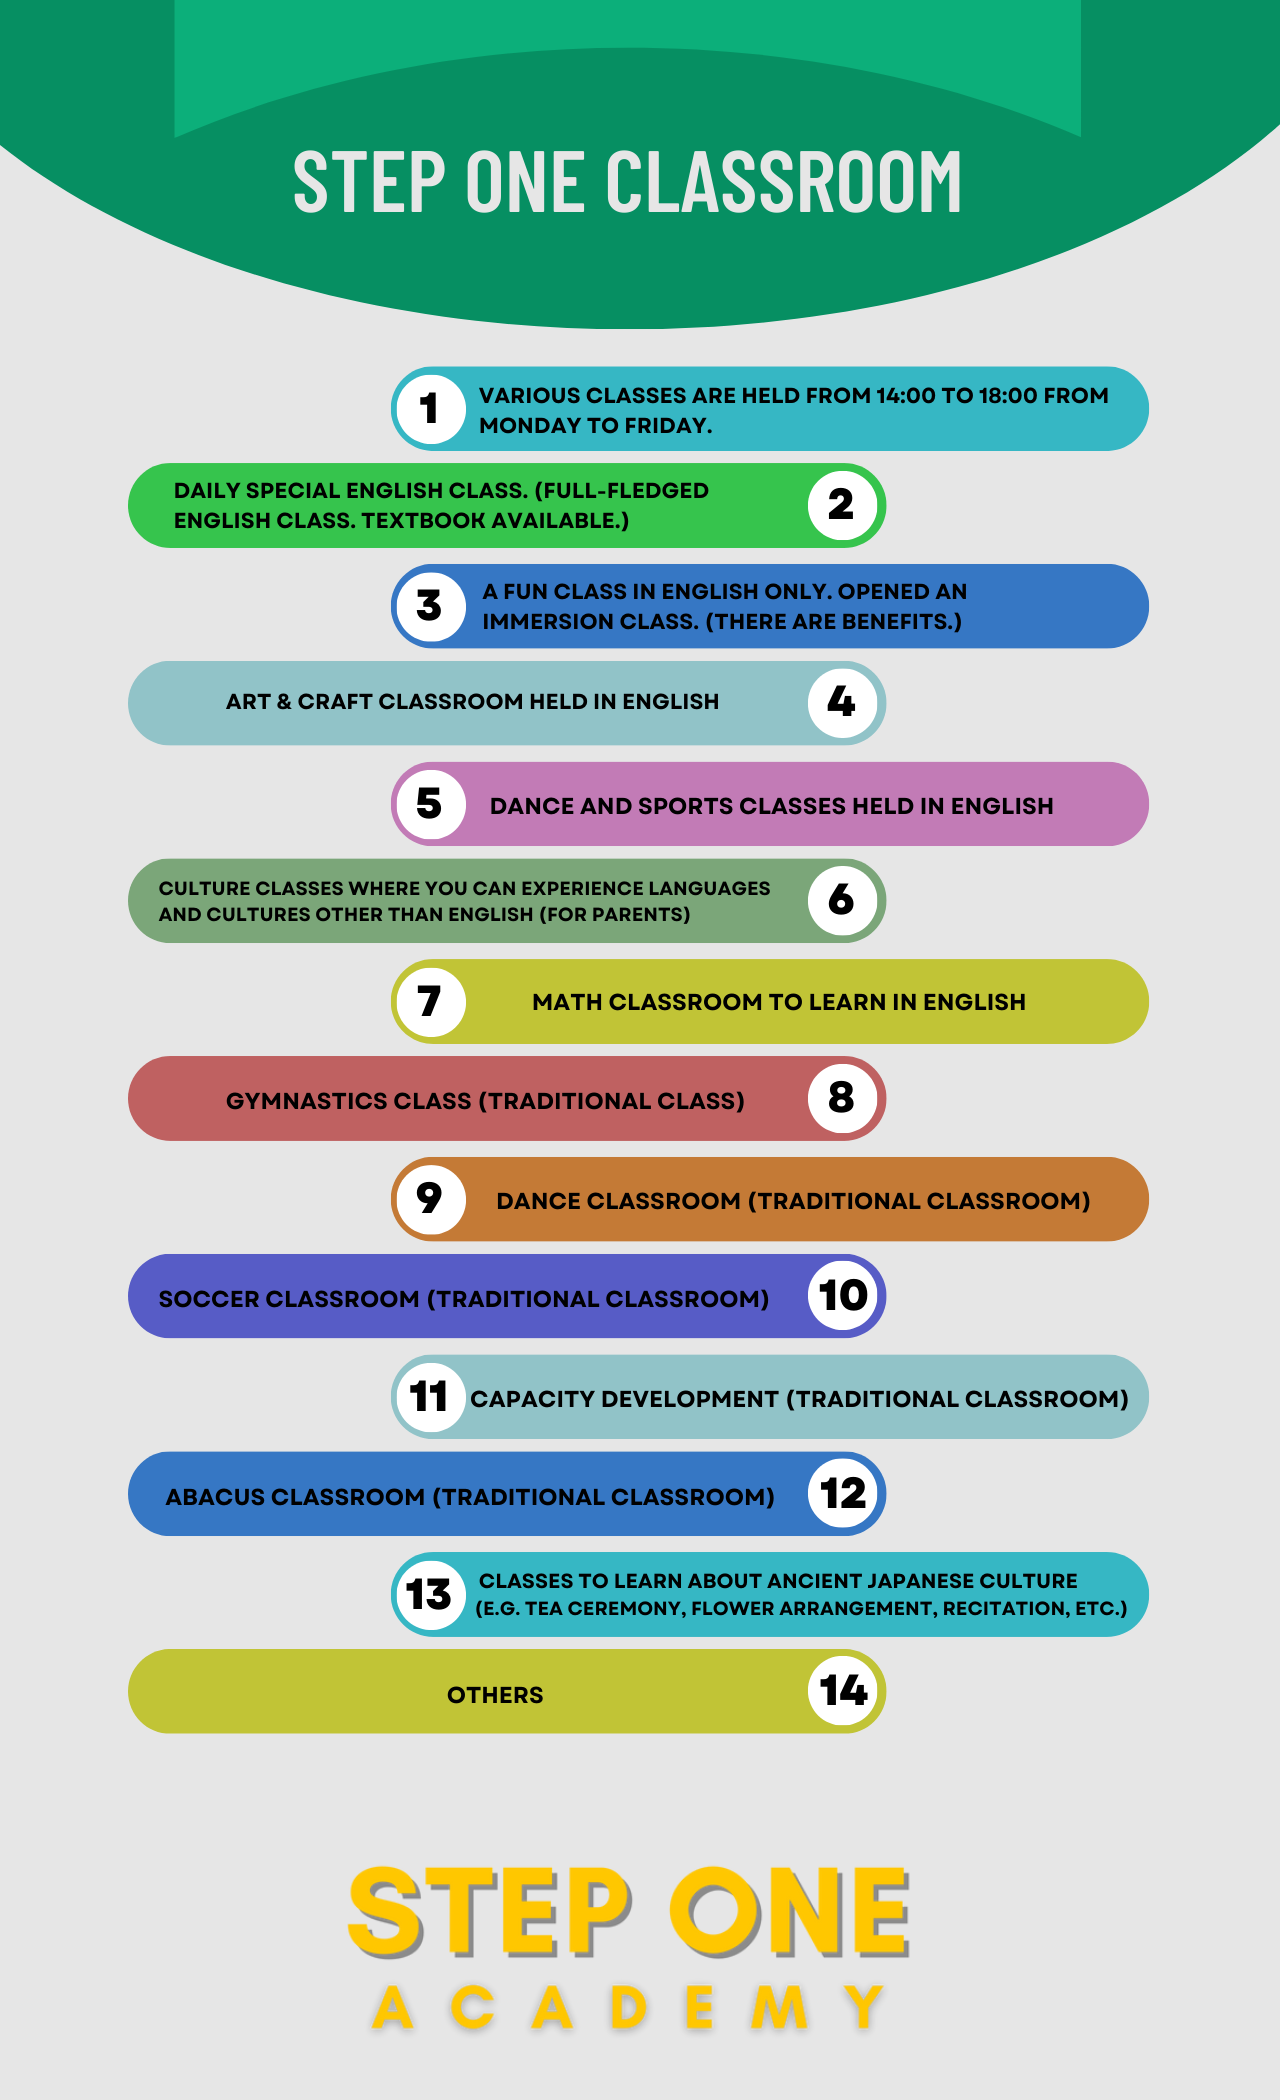 STEP ONE CLASSROOM
1
VARIOUS CLASSES ARE HELD FROM 14:00 TO 18:00 FROM
MONDAY TO FRIDAY.
DAILY SPECIAL ENGLISH CLASS. (FULL-FLEDGED
ENGLISH CLASS. TEXTBOOK AVAILABLE.)
2
3
A FUN CLASS IN ENGLISH ONLY. OPENED AN
IMMERSION CLASS. (THERE ARE BENEFITS.)
ART & CRAFT CLASSROOM HELD IN ENGLISH
4
5
DANCE AND SPORTS CLASSES HELD IN ENGLISH
CULTURE CLASSES WHERE YOU CAN EXPERIENCE LANGUAGES
AND CULTURES OTHER THAN ENGLISH (FOR PARENTS)
6
7
MATH CLASSROOM TO LEARN IN ENGLISH
GYMNASTICS CLASS (TRADITIONAL CLASS)
8
9
DANCE CLASSROOM (TRADITIONAL CLASSROOM)
SOCCER CLASSROOM (TRADITIONAL CLASSROOM)
10
11
CAPACITY DEVELOPMENT (TRADITIONAL CLASSROOM)
ABACUS CLASSROOM (TRADITIONAL CLASSROOM)
12
13
CLASSES TO LEARN ABOUT ANCIENT JAPANESE CULTURE
(E.G. TEA CEREMONY, FLOWER ARRANGEMENT, RECITATION, ETC.)
OTHERS
14
STEP ONE
ACADEMY